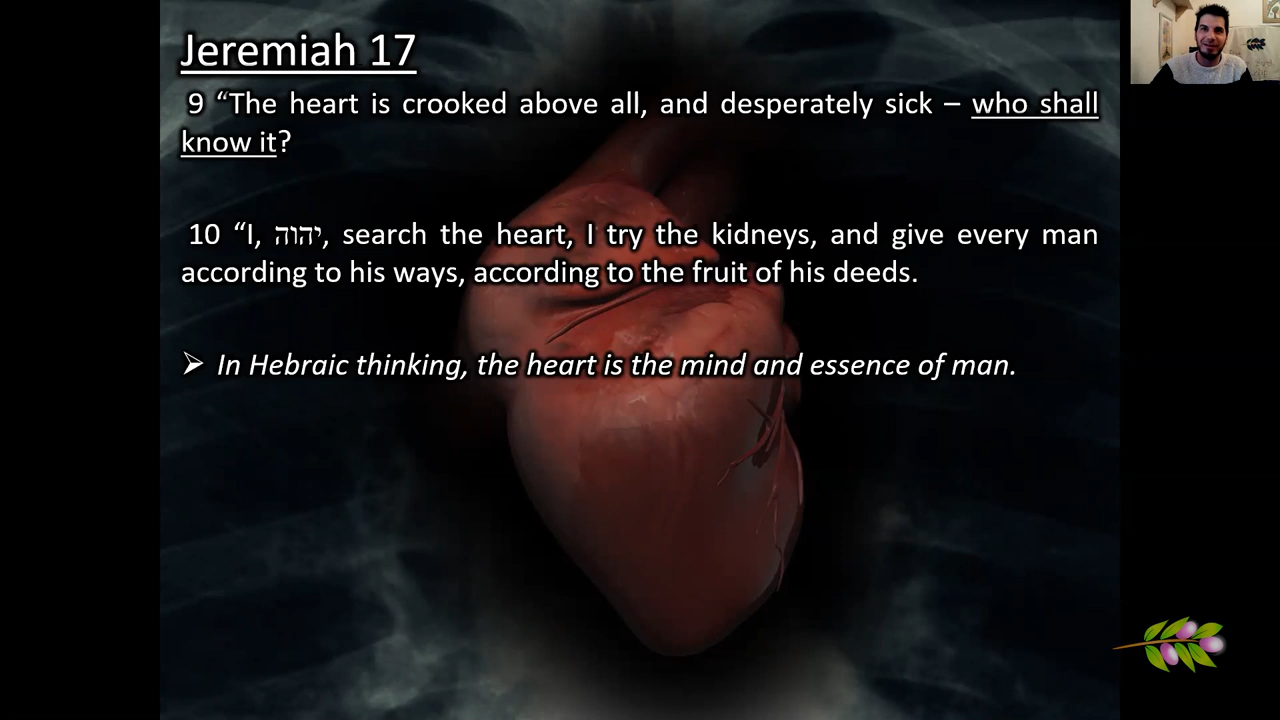 Jeremiah 17
9 “The heart is crooked above all, and desperately sick – who shall
know it?
10 “I, יהוה, search the heart, I try the kidneys, and give every man
according to his ways, according to the fruit of his deeds.
➢ In Hebraic thinking, the heart is the mind and essence of man.